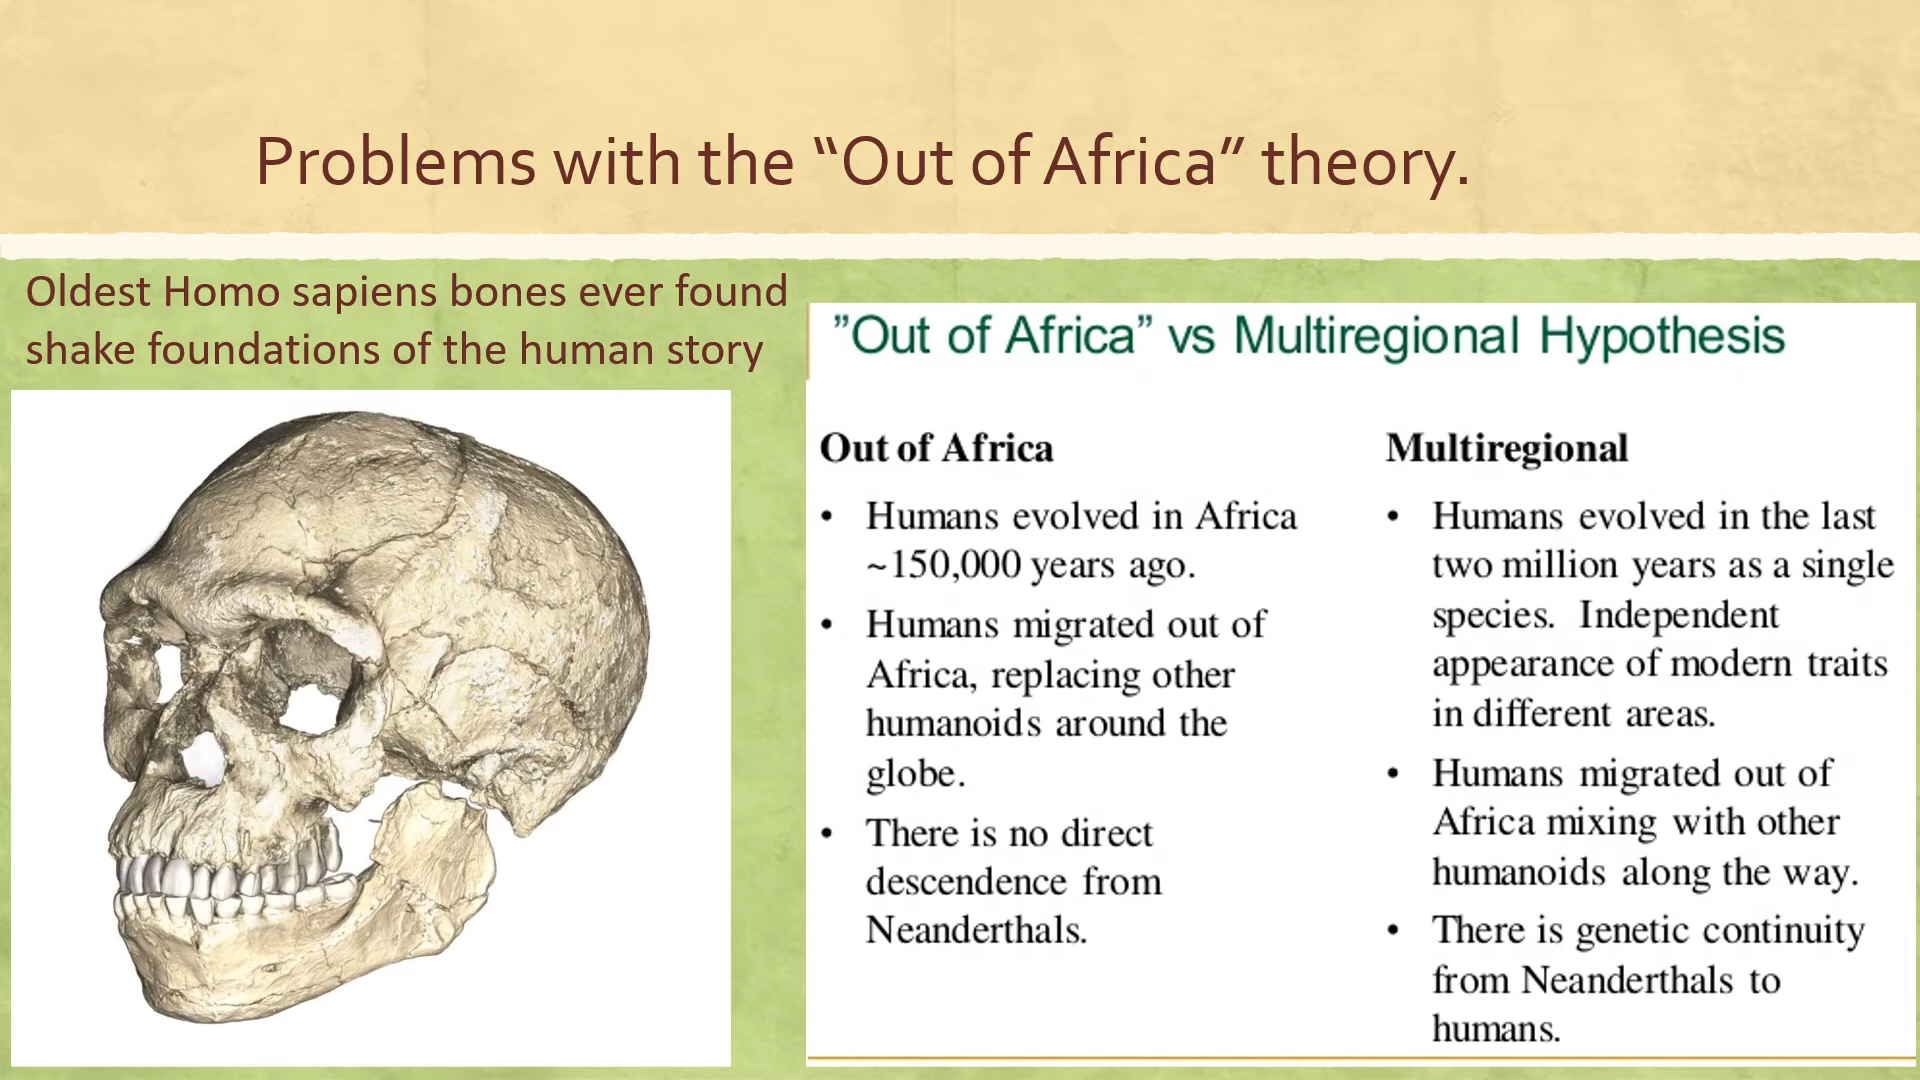 Problems with the “Out of Africa” theory.
Oldest Homo sapiens bones ever found
shake foundations of the human story
”Out of Africa” vs Multiregional Hypothesis
Out of Africa
• Humans evolved in Africa
~150,000 years ago.
• Humans migrated out of
Africa, replacing other
humanoids around the
globe.
• There is no direct
descendence from
Neanderthals.
Multiregional
• Humans evolved in the last
two million years as a single
species. Independent
appearance of modern traits
in different areas.
• Humans migrated out of
Africa mixing with other
humanoids along the way.
• There is genetic continuity
from Neanderthals to
humans.